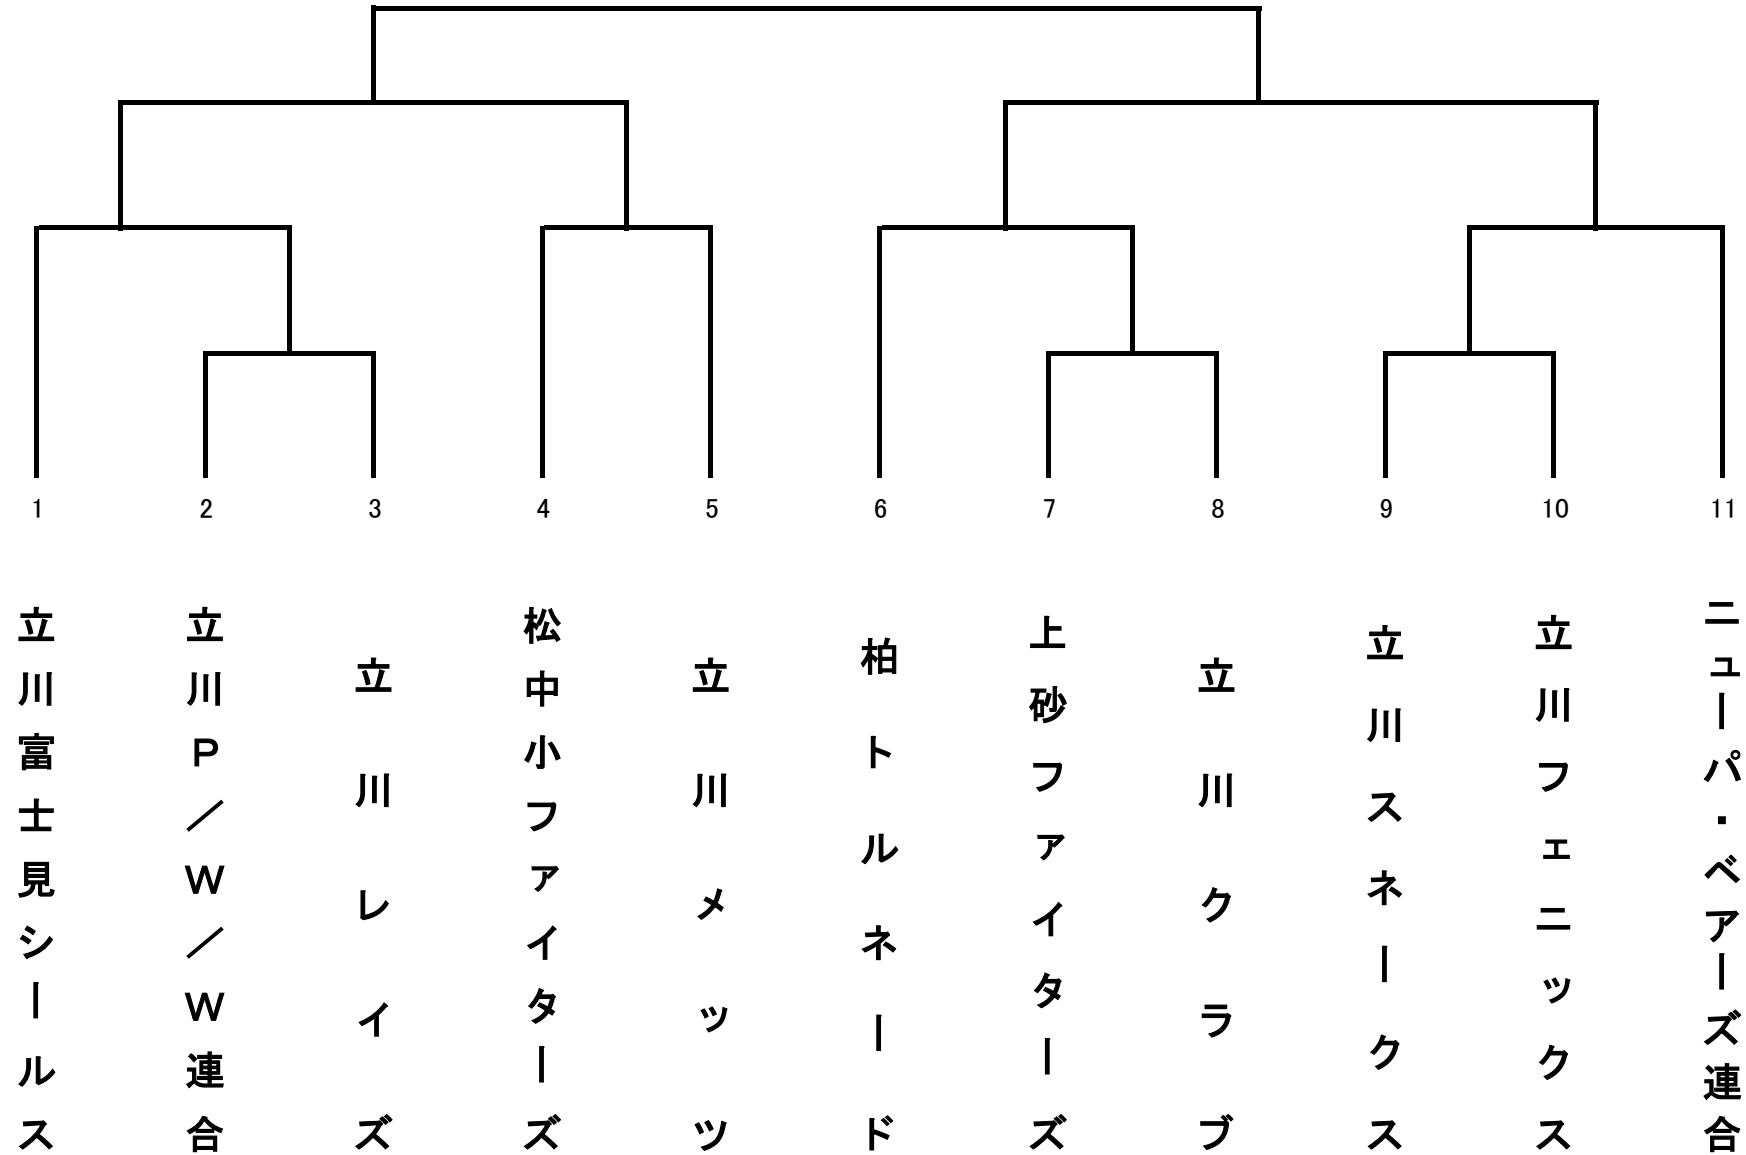 1
2
3
4
5
6
7
8
9
10
11
立川富士見シールス
立川Ｐ／Ｗ／Ｗ連合
立川レイズ
松中小ファイターズ
立川メッツ
柏トルネード
上砂ファイターズ
立川クラブ
立川スネークス
立川フェニックス
ニューパ・ベアーズ連合